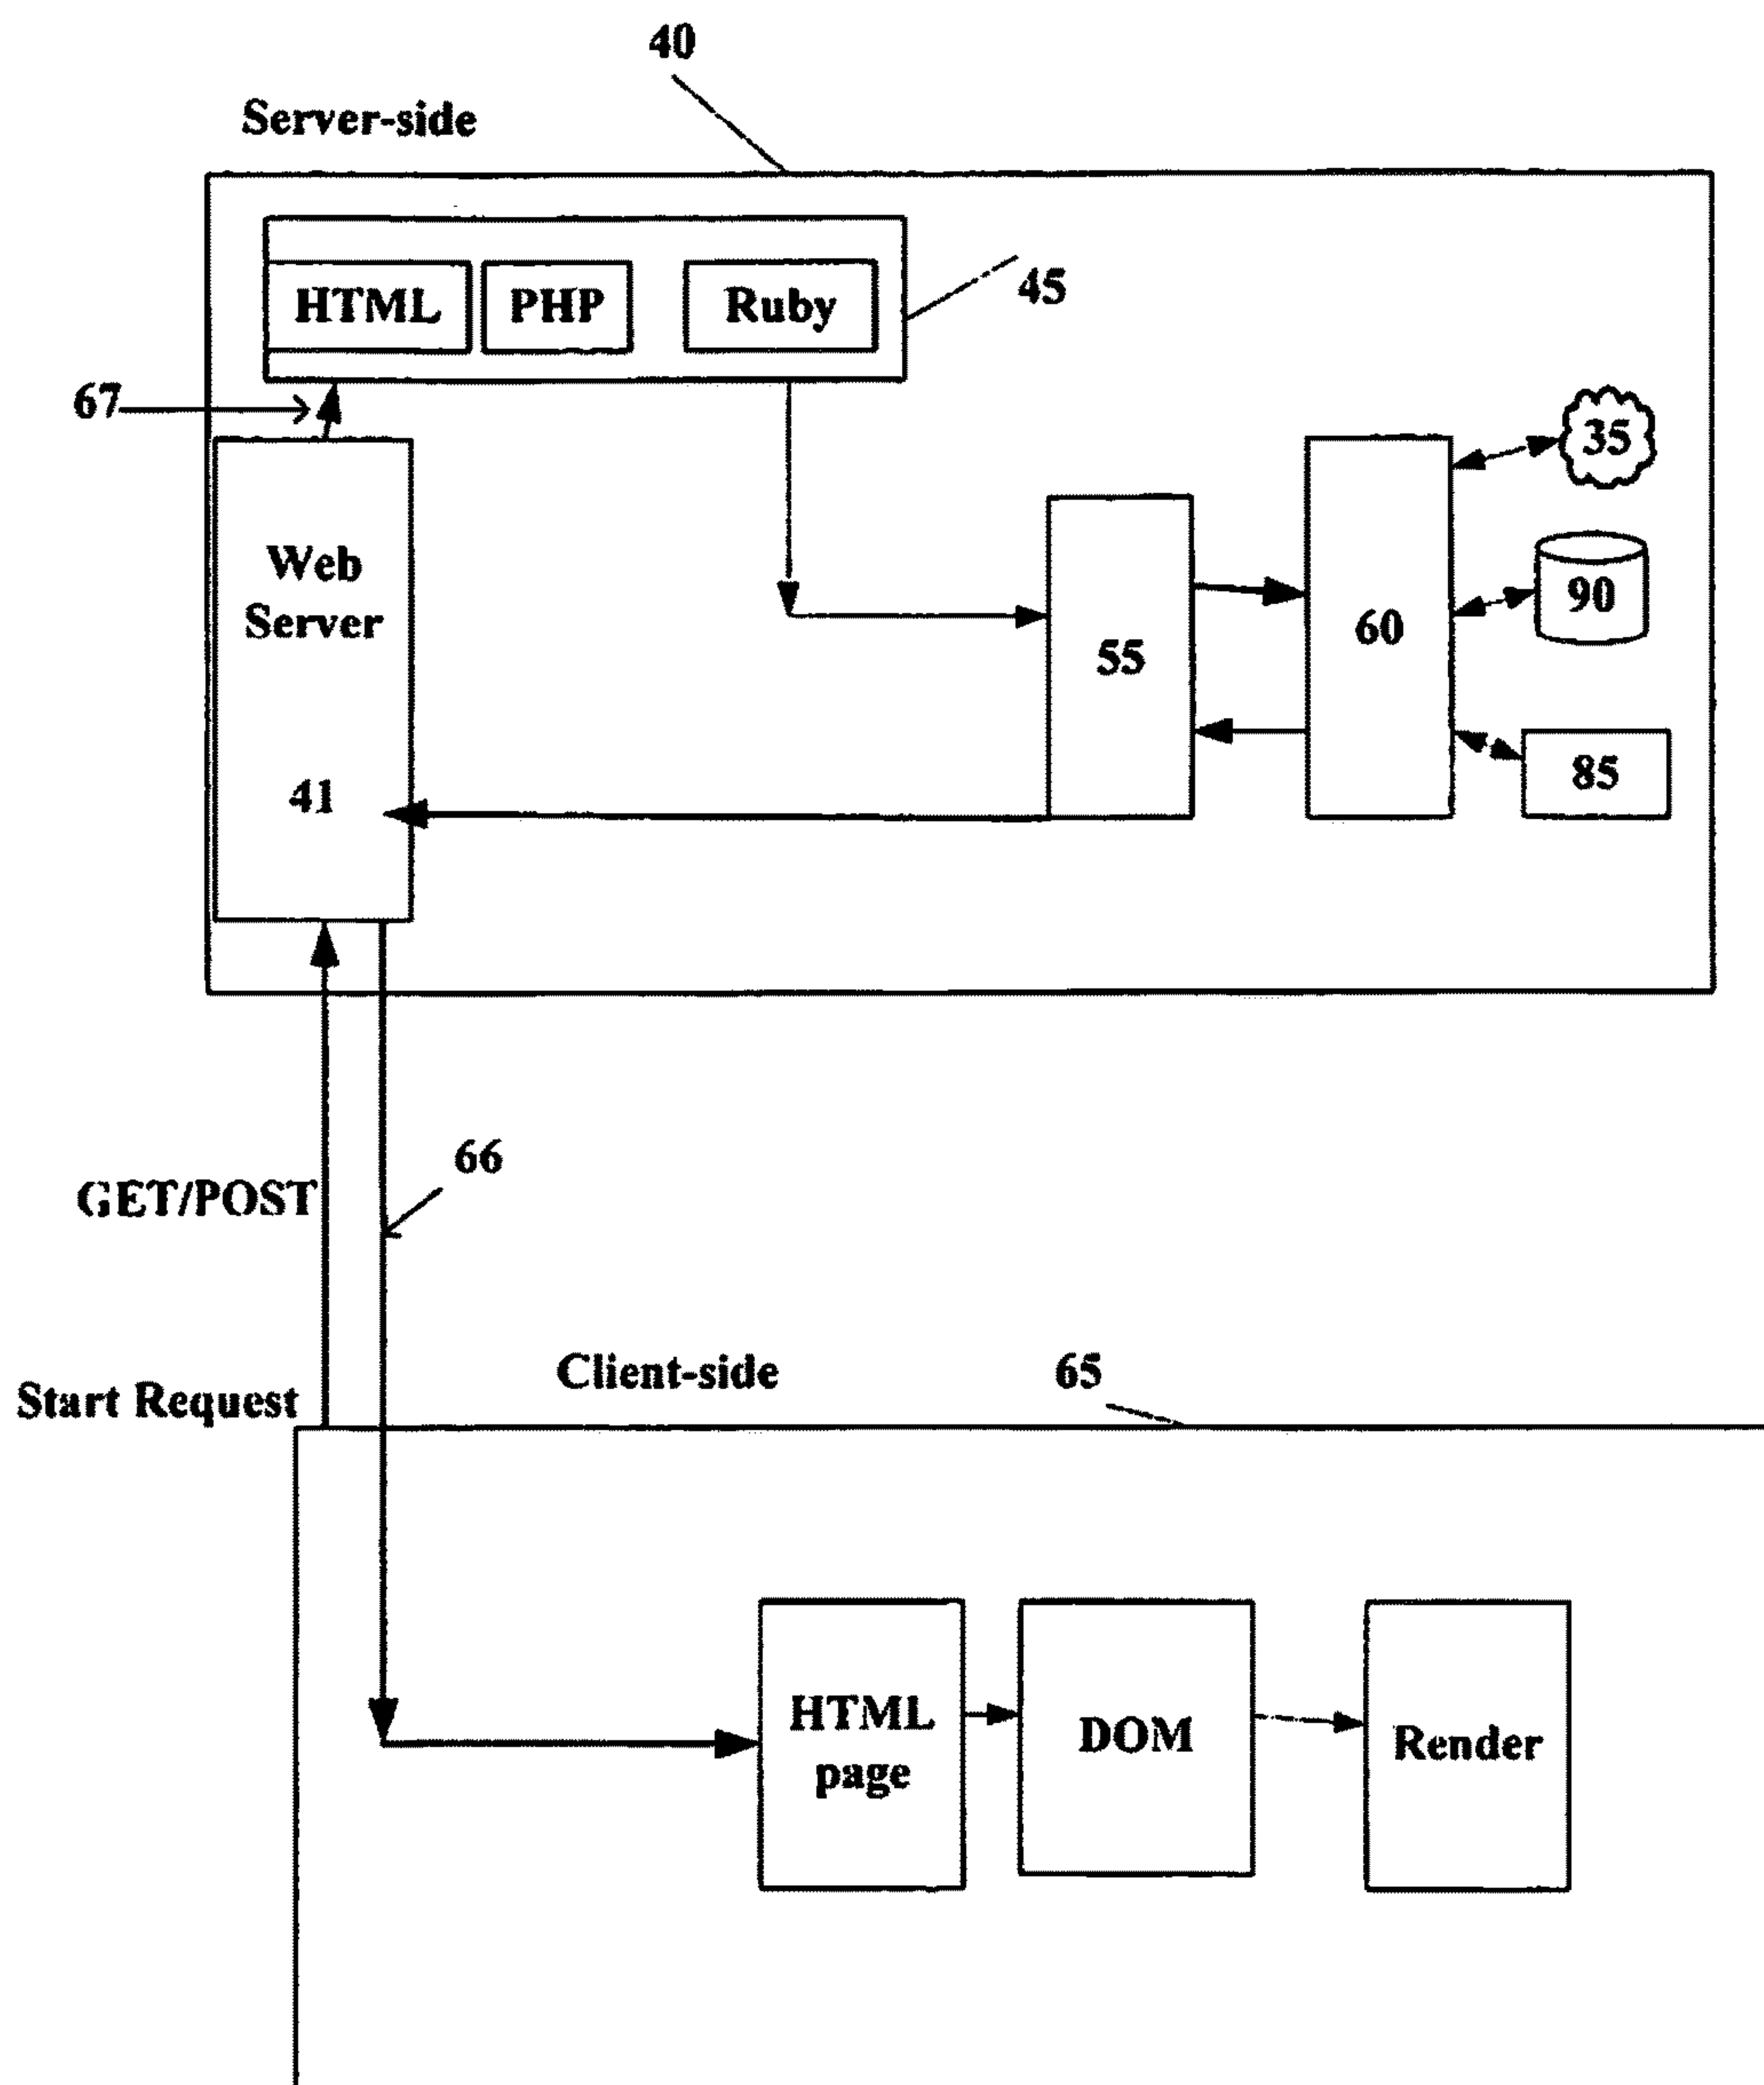 40
Server-side
HTML PHP Ruby
45
67
35
Web
Server
90
60
55
85
41
66
GET/POST
Client-side
65
Start Request
HTML
page
DOM
Render